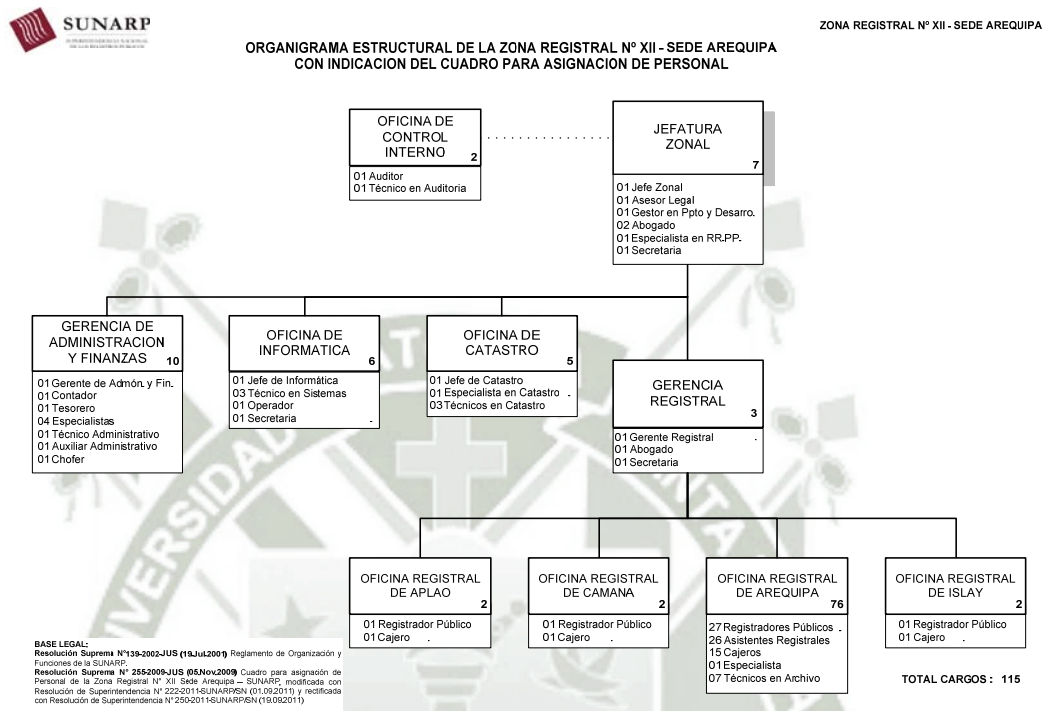 SUNARP
SUPERINTENDENCIA NACIONAL
DE LOS REGISTROS PÚBLICOS
ZONA REGISTRAL Nº XII - SEDE AREQUIPA
ORGANIGRAMA ESTRUCTURAL DE LA ZONA REGISTRAL Nº XII - SEDE AREQUIPA
CON INDICACION DEL CUADRO PARA ASIGNACION DE PERSONAL
OFICINA DE
CONTROL
INTERNO 2
01 Auditor
01 Técnico en Auditoria
JEFATURA
ZONAL
7
01 Jefe Zonal
01 Asesor Legal
01 Gestor en Ppto y Desarro.
02 Abogado
01 Especialista en RR.PP.
01 Secretaria
GERENCIA DE
ADMINISTRACION
Y FINANZAS 10
01 Gerente de Admón. y Fin.
01 Contador
01 Tesorero
04 Especialistas
01 Técnico Administrativo
01 Auxiliar Administrativo
01 Chofer
OFICINA DE
INFORMATICA 6
01 Jefe de Informática
03 Técnico en Sistemas
01 Operador
01 Secretaria .
OFICINA DE
CATASTRO 5
01 Jefe de Catastro
01 Especialista en Catastro .
03 Técnicos en Catastro
GERENCIA
REGISTRAL
3
01 Gerente Registral .
01 Abogado
01 Secretaria
OFICINA REGISTRAL
DE APLAO 2
01 Registrador Público
01 Cajero .
OFICINA REGISTRAL
DE CAMANA 2
01 Registrador Público
01 Cajero .
OFICINA REGISTRAL
DE AREQUIPA 76
27 Registradores Públicos .
26 Asistentes Registrales
15 Cajeros
01 Especialista
07 Técnicos en Archivo
OFICINA REGISTRAL
DE ISLAY 2
01 Registrador Público
01 Cajero .
BASE LEGAL:
Resolución Suprema N°139-2002-JUS (19.Jul.2001) Reglamento de Organización y
Funciones de la SUNARP.
Resolución Suprema N° 255-2009-JUS (05.Nov.2009) Cuadro para asignación de
Personal de la Zona Registral N° XII Sede Arequipa – SUNARP, modificada con
Resolución de Superintendencia N° 222-2011-SUNARP/SN (01.09.2011) y rectificada
con Resolución de Superintendencia N° 250-2011-SUNARP/SN (19.09.2011)
TOTAL CARGOS : 115